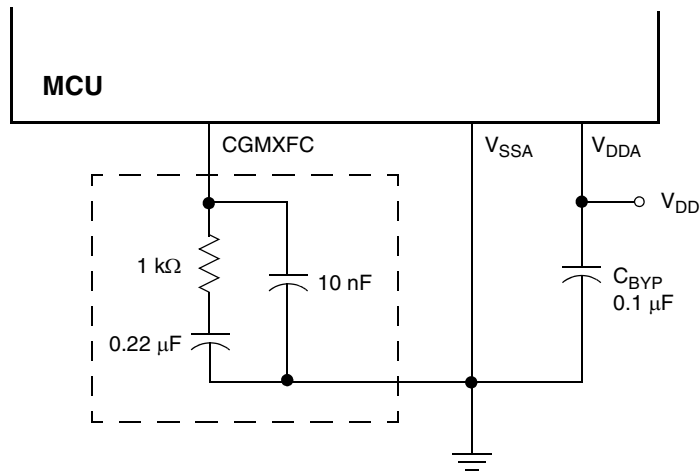 MCU
CGMXFC
VSSA
VDDA
VDD
1 kΩ
10 nF
CBYP
0.1 μF
0.22 μF